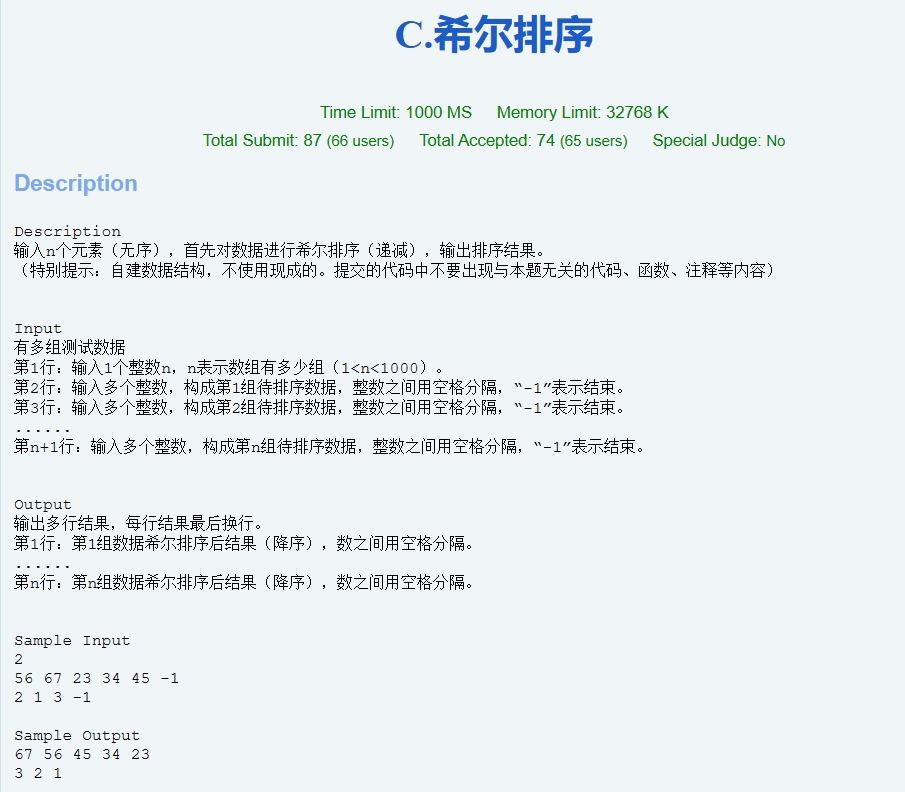 C.希尔排序
Time Limit: 1000 MS Memory Limit: 32768 K
Total Submit: 87 (66 users) Total Accepted: 74 (65 users) Special Judge: No
Description
Description
输入n个元素（无序），首先对数据进行希尔排序（递减），输出排序结果。
（特别提示：自建数据结构，不使用现成的。提交的代码中不要出现与本题无关的代码、函数、注释等内容）
Input
有多组测试数据
第1行：输入1个整数n，n表示数组有多少组（1<n<1000）。
第2行：输入多个整数，构成第1组待排序数据，整数之间用空格分隔，“-1”表示结束。
第3行：输入多个整数，构成第2组待排序数据，整数之间用空格分隔，“-1”表示结束。
......
第n+1行：输入多个整数，构成第n组待排序数据，整数之间用空格分隔，“-1”表示结束。
Output
输出多行结果，每行结果最后换行。
第1行：第1组数据希尔排序后结果（降序），数之间用空格分隔。
......
第n行：第n组数据希尔排序后结果（降序），数之间用空格分隔。
Sample Input
2
56 67 23 34 45 -1
2 1 3 -1
Sample Output
67 56 45 34 23
3 2 1